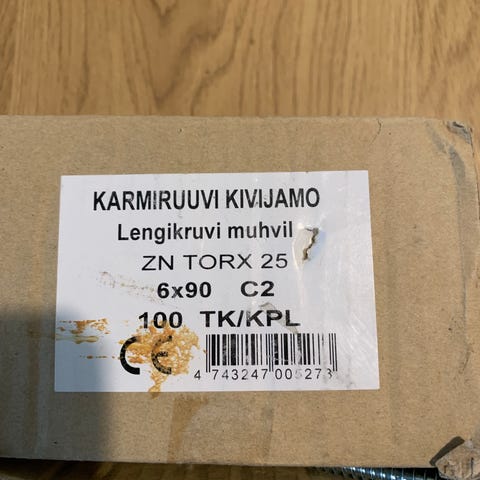 KARMIRUUVI KIVIJAMO
Lengikruvi muhvil
ZN TORX 25
6x90 C2
100 TK/KPL
CE
4 743247 005273